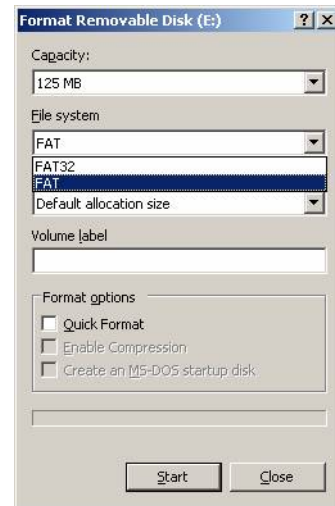 Format Removable Disk (E:)
Capacity:
125 MB
File system
FAT
FAT32
FAT
Default allocation size
Volume label
Format options
Quick Format
Enable Compression
Create an MS-DOS startup disk
Start
Close